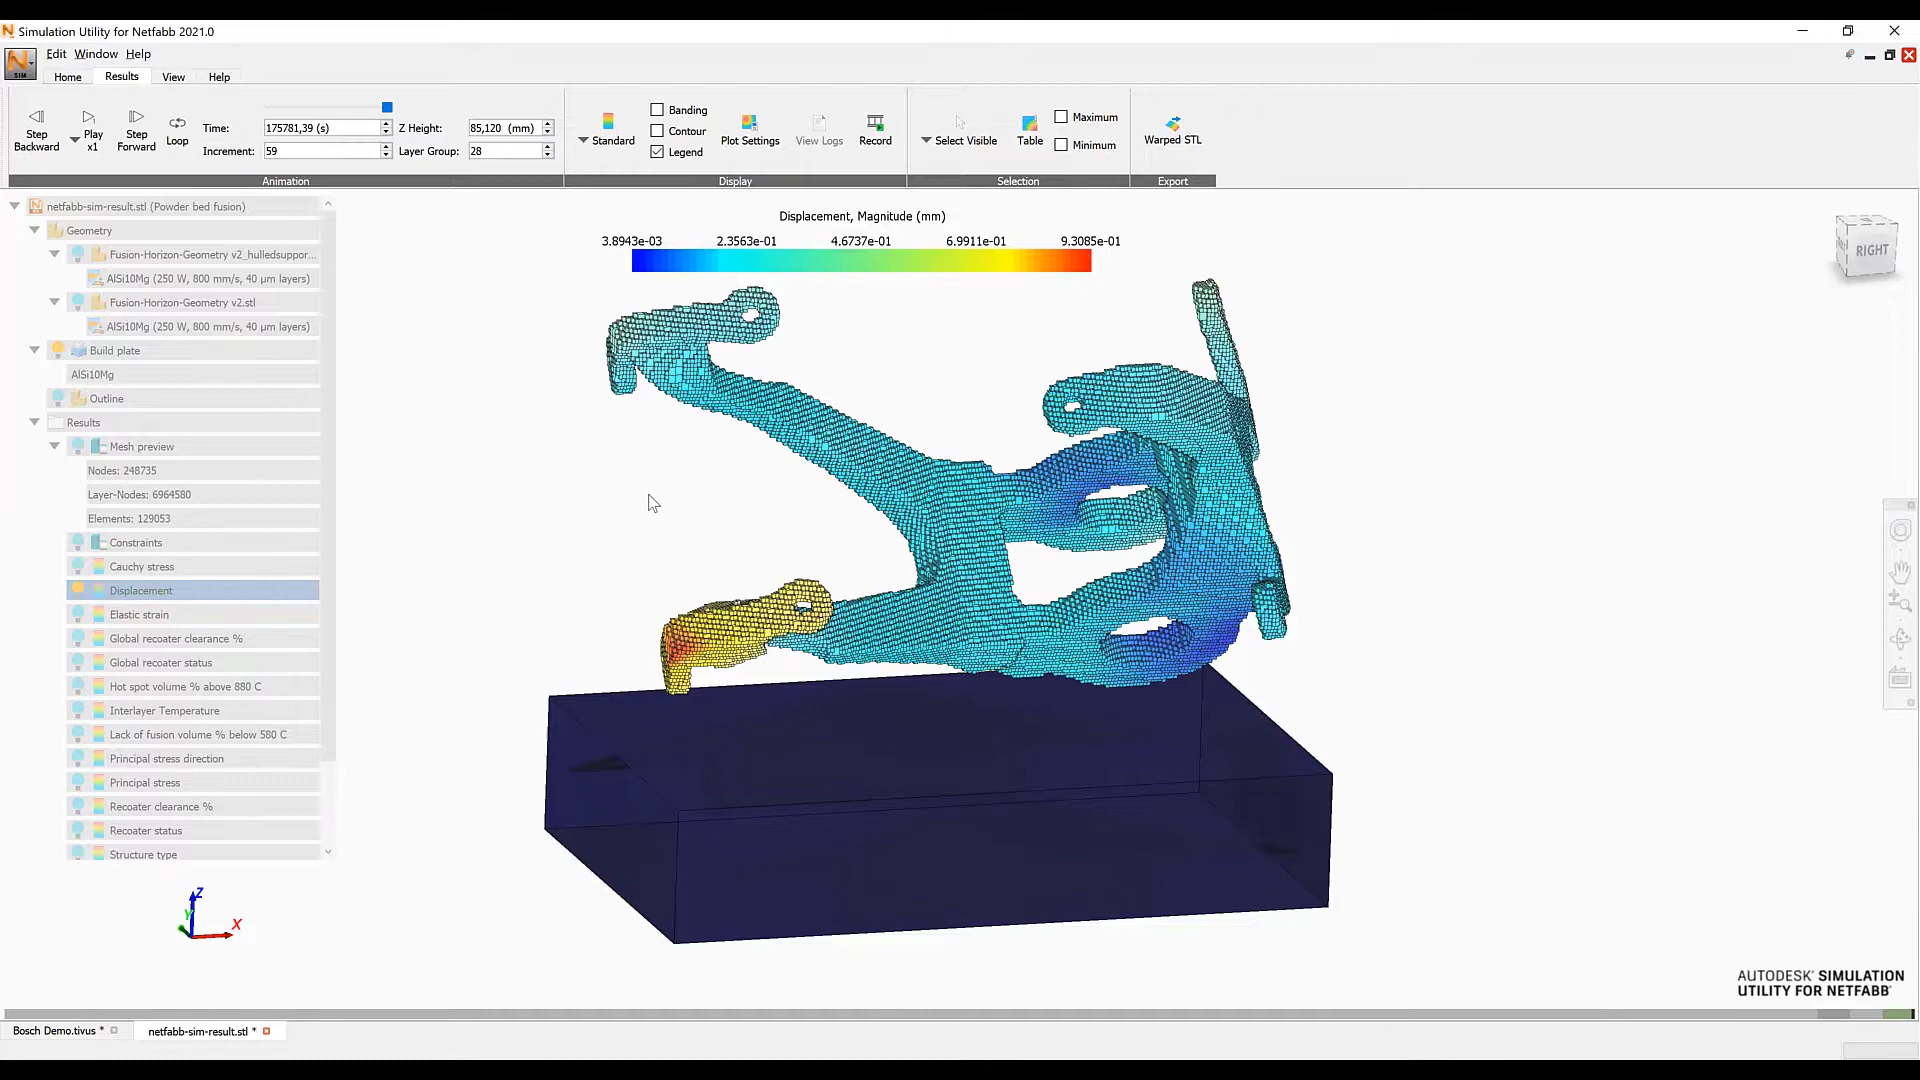 Simulation Utility for Netfabb 2021.0
Edit Window Help
SIM
Home Results View Help
Step Backward
Play x1
Step Forward
Loop
Time: 175781,39 (s)
Increment: 59
Z Height: 85,120 (mm)
Layer Group: 28
Animation
Standard
Banding
Contour
Legend
Plot Settings
View Logs
Record
Display
Select Visible
Table
Maximum
Minimum
Selection
Warped STL
Export
netfabb-sim-result.stl (Powder bed fusion)
Geometry
Fusion-Horizon-Geometry v2_hulledsuppor...
AlSi10Mg (250 W, 800 mm/s, 40 µm layers)
Fusion-Horizon-Geometry v2.stl
AlSi10Mg (250 W, 800 mm/s, 40 µm layers)
Build plate
AlSi10Mg
Outline
Results
Mesh preview
Nodes: 248735
Layer-Nodes: 6964580
Elements: 129053
Constraints
Cauchy stress
Displacement
Elastic strain
Global recoater clearance %
Global recoater status
Hot spot volume % above 880 C
Interlayer Temperature
Lack of fusion volume % below 580 C
Principal stress direction
Principal stress
Recoater clearance %
Recoater status
Structure type
Displacement, Magnitude (mm)
3.8943e-03 2.3563e-01 4.6737e-01 6.9911e-01 9.3085e-01
RIGHT
Z
Y
X
AUTODESK® SIMULATION
UTILITY FOR NETFABB®
Bosch Demo.tivus * netfabb-sim-result.stl *